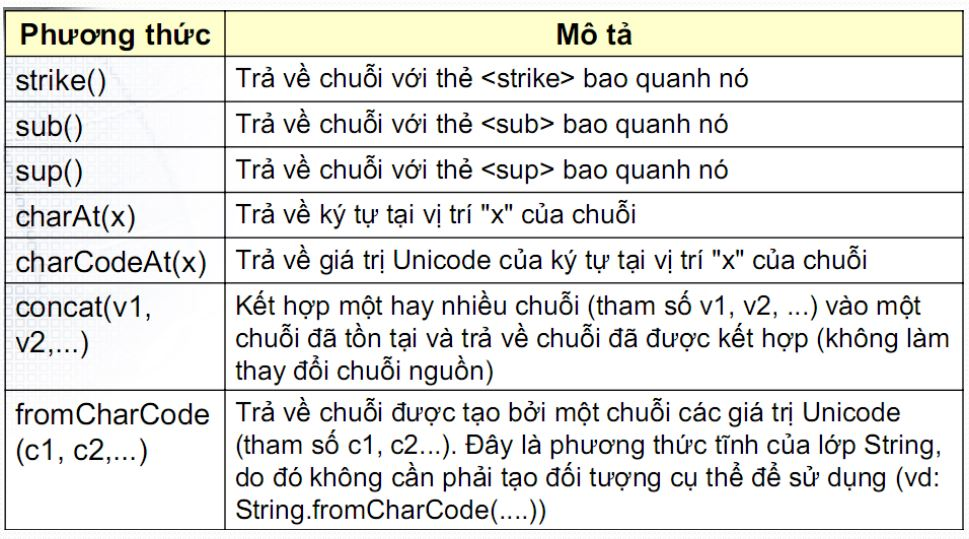 Phương thức Mô tả
strike() Trả về chuỗi với thẻ <strike> bao quanh nó
sub() Trả về chuỗi với thẻ <sub> bao quanh nó
sup() Trả về chuỗi với thẻ <sup> bao quanh nó
charAt(x) Trả về ký tự tại vị trí "x" của chuỗi
charCodeAt(x) Trả về giá trị Unicode của ký tự tại vị trí "x" của chuỗi
concat(v1,
v2,...)
Kết hợp một hay nhiều chuỗi (tham số v1, v2, ...) vào một
chuỗi đã tồn tại và trả về chuỗi đã được kết hợp (không làm
thay đổi chuỗi nguồn)
fromCharCode
(c1, c2,...)
Trả về chuỗi được tạo bởi một chuỗi các giá trị Unicode
(tham số c1, c2...). Đây là phương thức tĩnh của lớp String,
do đó không cần phải tạo đối tượng cụ thể để sử dụng (vd:
String.fromCharCode(....))